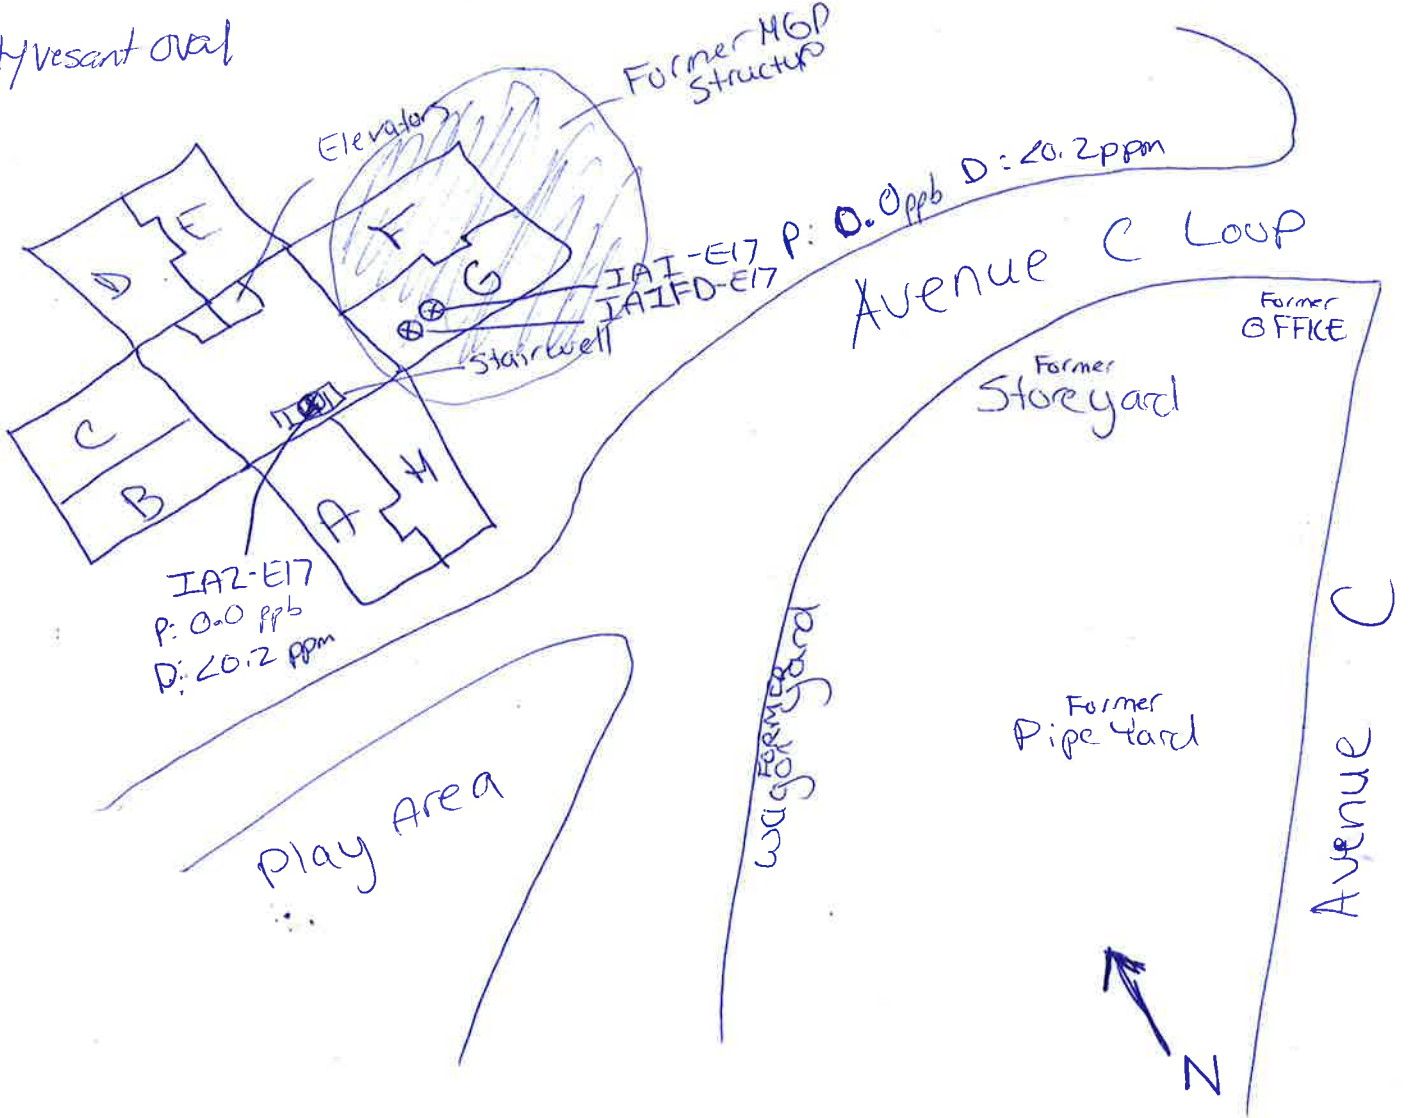 yvesant Oval
Former MGP
Structure
Elevators
D
E
F
G
IA1-E17 P: 0.0 ppb D: <0.2 ppm
IA1FD-E17
Stairwell
C
B
A
H
IA2-E17
P: 0.0 ppb
D: <0.2 ppm
Avenue C Loop
Former
OFFICE
Former
Storeyard
FORMER
Wagon yard
Former
Pipe Yard
Avenue C
Play Area
N